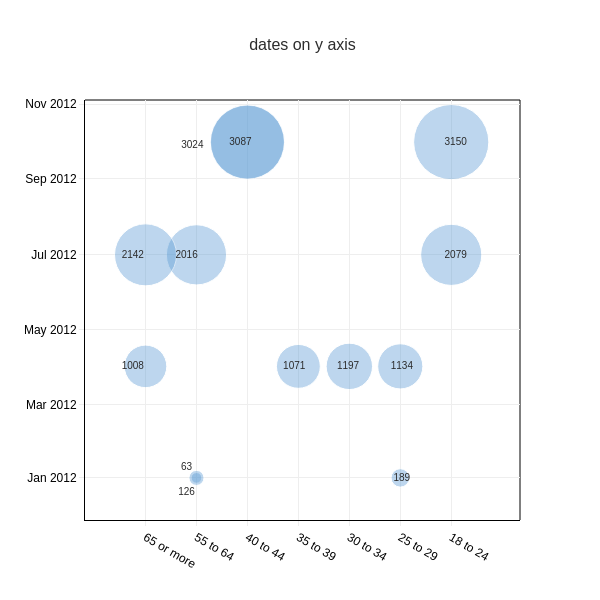 dates on y axis
Nov 2012
3024
3087
3150
Sep 2012
Jul 2012
2142
2016
2079
May 2012
1008
1071
1197
1134
Mar 2012
63
Jan 2012
189
126
65 or more
55 to 64
40 to 44
35 to 39
30 to 34
25 to 29
18 to 24